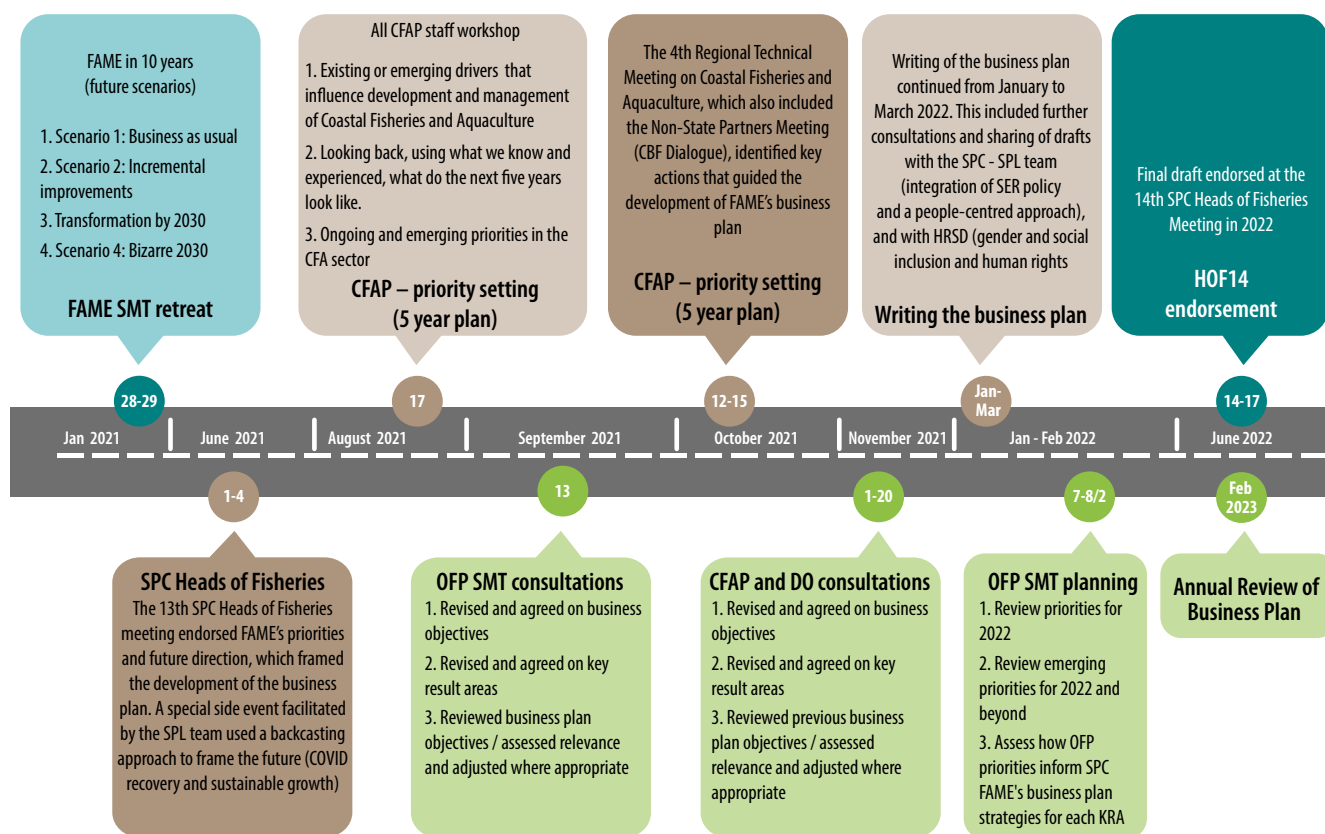 FAME in 10 years
(future scenarios)
1. Scenario 1: Business as usual
2. Scenario 2: Incremental
improvements
3. Transformation by 2030
4. Scenario 4: Bizarre 2030
FAME SMT retreat
All CFAP staff workshop
1. Existing or emerging drivers that
influence development and management
of Coastal Fisheries and Aquaculture
2. Looking back, using what we know and
experienced, what do the next five years
look like.
3. Ongoing and emerging priorities in the
CFA sector
CFAP – priority setting
(5 year plan)
The 4th Regional Technical
Meeting on Coastal Fisheries and
Aquaculture, which also included
the Non-State Partners Meeting
(CBF Dialogue), identified key
actions that guided the
development of FAME's business
plan
CFAP – priority setting
(5 year plan)
Writing of the business plan
continued from January to
March 2022. This included further
consultations and sharing of drafts
with the SPC - SPL team
(integration of SER policy
and a people-centred approach),
and with HRSD (gender and social
inclusion and human rights
Writing the business plan
Final draft endorsed at the
14th SPC Heads of Fisheries
Meeting in 2022
HOF14
endorsement
28-29
17
12-15
Jan-
Mar
14-17
Jan 2021
June 2021
August 2021
September 2021
October 2021
November 2021
Jan - Feb 2022
June 2022
1-4
13
1-20
7-8/2
Feb
2023
SPC Heads of Fisheries
The 13th SPC Heads of Fisheries
meeting endorsed FAME's priorities
and future direction, which framed
the development of the business
plan. A special side event facilitated
by the SPL team used a backcasting
approach to frame the future (COVID
recovery and sustainable growth)
OFP SMT consultations
1. Revised and agreed on business
objectives
2. Revised and agreed on key
result areas
3. Reviewed business plan
objectives / assessed relevance
and adjusted where appropriate
CFAP and DO consultations
1. Revised and agreed on business
objectives
2. Revised and agreed on key
result areas
3. Reviewed previous business
plan objectives / assessed
relevance and adjusted where
appropriate
OFP SMT planning
1. Review priorities for
2022
2. Review emerging
priorities for 2022 and
beyond
3. Assess how OFP
priorities inform SPC
FAME's business plan
strategies for each KRA
Annual Review of
Business Plan